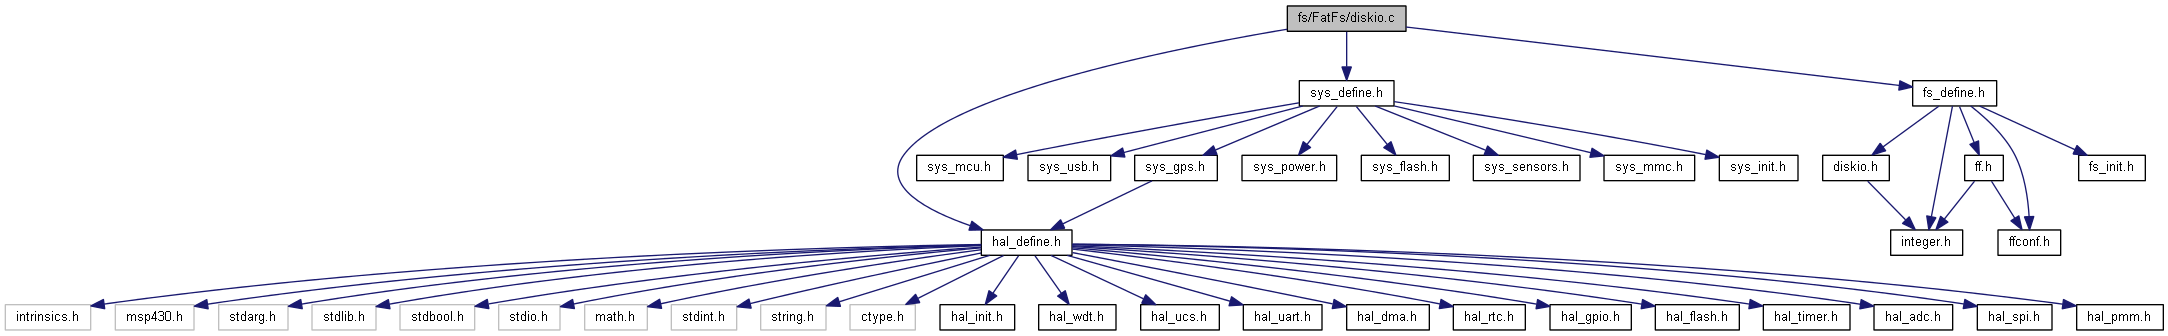 fs/FatFs/diskio.c
sys_define.h
fs_define.h
sys_mcu.h
sys_usb.h
sys_gps.h
sys_power.h
sys_flash.h
sys_sensors.h
sys_mmc.h
sys_init.h
diskio.h
ff.h
fs_init.h
hal_define.h
integer.h
ffconf.h
intrinsics.h
msp430.h
stdarg.h
stdlib.h
stdbool.h
stdio.h
math.h
stdint.h
string.h
ctype.h
hal_init.h
hal_wdt.h
hal_ucs.h
hal_uart.h
hal_dma.h
hal_rtc.h
hal_gpio.h
hal_flash.h
hal_timer.h
hal_adc.h
hal_spi.h
hal_pmm.h